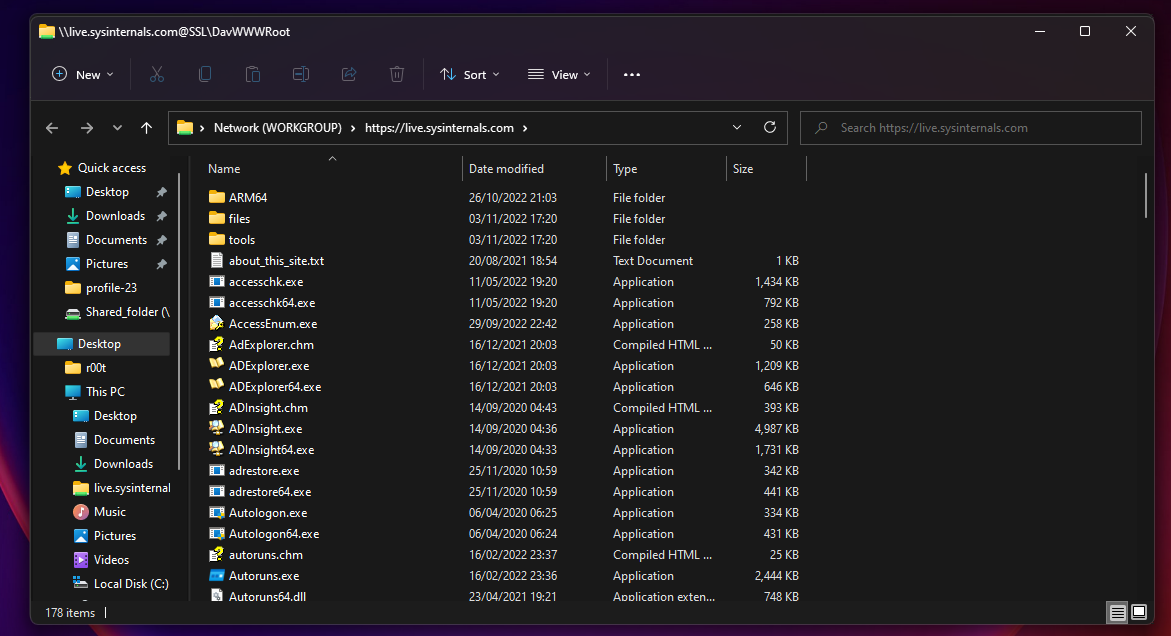 \\live.sysinternals.com@SSL\DavWWWRoot
New Sort View
Network (WORKGROUP) https://live.sysinternals.com Search https://live.sysinternals.com
Quick access
Desktop
Downloads
Documents
Pictures
profile-23
Shared_folder (\
Desktop
r00t
This PC
Desktop
Documents
Downloads
live.sysinternal
Music
Pictures
Videos
Local Disk (C:)
Name Date modified Type Size
ARM64 26/10/2022 21:03 File folder
files 03/11/2022 17:20 File folder
tools 03/11/2022 17:20 File folder
about_this_site.txt 20/08/2021 18:54 Text Document 1 KB
accesschk.exe 11/05/2022 19:20 Application 1,434 KB
accesschk64.exe 11/05/2022 19:20 Application 792 KB
AccessEnum.exe 29/09/2022 22:42 Application 258 KB
AdExplorer.chm 16/12/2021 20:03 Compiled HTML ... 50 KB
ADExplorer.exe 16/12/2021 20:03 Application 1,209 KB
ADExplorer64.exe 16/12/2021 20:03 Application 646 KB
ADInsight.chm 14/09/2020 04:43 Compiled HTML ... 393 KB
ADInsight.exe 14/09/2020 04:36 Application 4,987 KB
ADInsight64.exe 14/09/2020 04:33 Application 1,731 KB
adrestore.exe 25/11/2020 10:59 Application 342 KB
adrestore64.exe 25/11/2020 10:59 Application 441 KB
Autologon.exe 06/04/2020 06:25 Application 334 KB
Autologon64.exe 06/04/2020 06:24 Application 431 KB
autoruns.chm 16/02/2022 23:37 Compiled HTML ... 25 KB
Autoruns.exe 16/02/2022 23:36 Application 2,444 KB
Autoruns64.dll 23/04/2021 19:21 Application exten... 748 KB
178 items